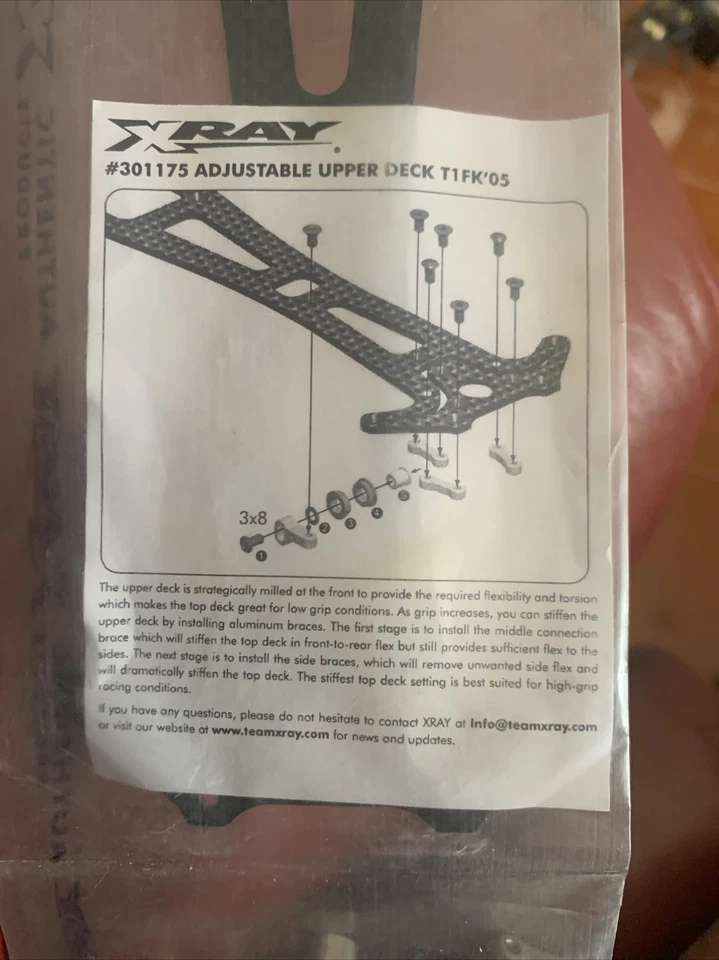 XRAY
#301175 ADJUSTABLE UPPER DECK T1FK'05
3x8
1
2
3
4
5
The upper deck is strategically milled at the front to provide the required flexibility and torsion
which makes the top deck great for low grip conditions. As grip increases, you can stiffen the
upper deck by installing aluminum braces. The first stage is to install the middle connection
brace which will stiffen the top deck in front-to-rear flex but still provides sufficient flex to the
sides. The next stage is to install the side braces, which will remove unwanted side flex and
will dramatically stiffen the top deck. The stiffest top deck setting is best suited for high-grip
racing conditions.
If you have any questions, please do not hesitate to contact XRAY at Info@teamxray.com
or visit our website at www.teamxray.com for news and updates.
AUTHENTIC
PRODUCTS